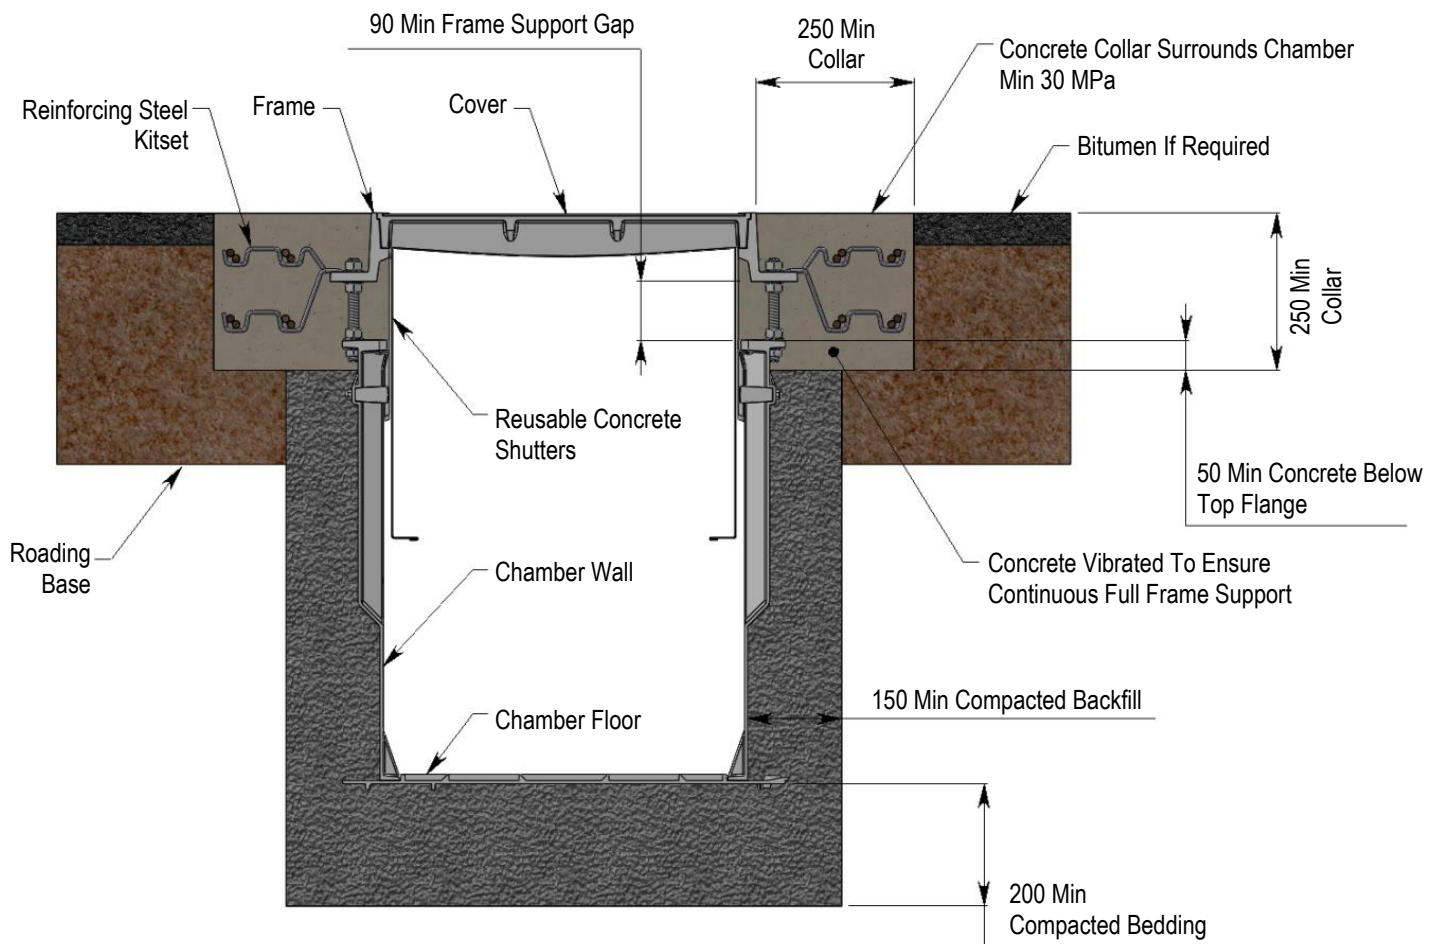 90 Min Frame Support Gap
250 Min
Collar
Concrete Collar Surrounds Chamber
Min 30 MPa
Reinforcing Steel
Kitset
Frame
Cover
Bitumen If Required
250 Min
Collar
Reusable Concrete
Shutters
50 Min Concrete Below
Top Flange
Roading
Base
Chamber Wall
Concrete Vibrated To Ensure
Continuous Full Frame Support
150 Min Compacted Backfill
Chamber Floor
200 Min
Compacted Bedding